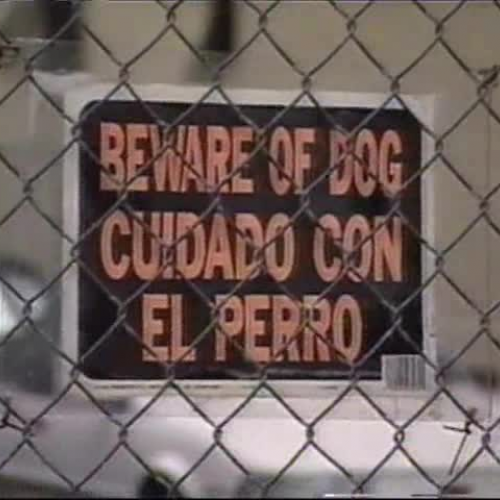 BEWARE OF DOG
CUIDADO CON
EL PERRO